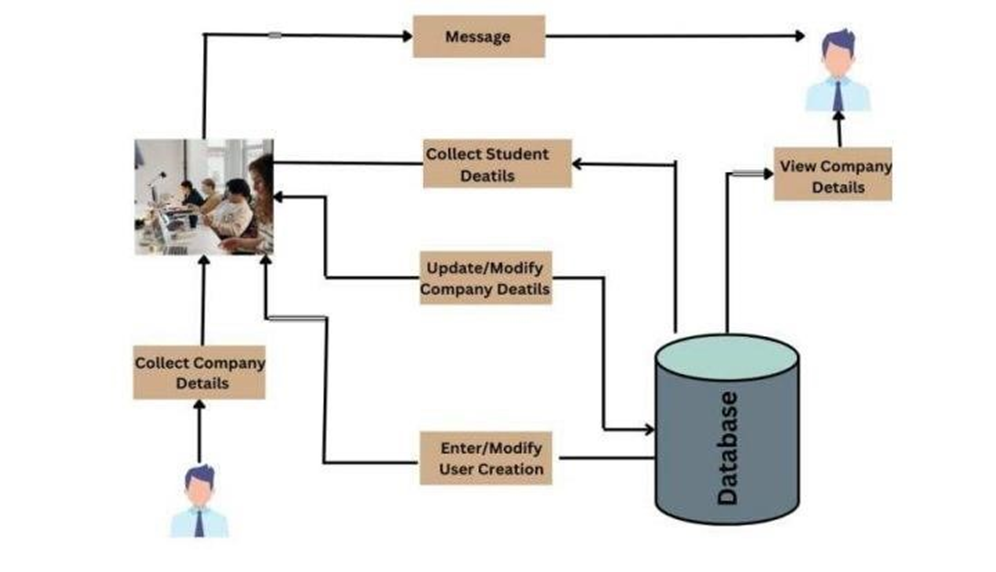 Message
Collect Student
Deatils
View Company
Details
Update/Modify
Company Deatils
Collect Company
Details
Enter/Modify
User Creation
Database